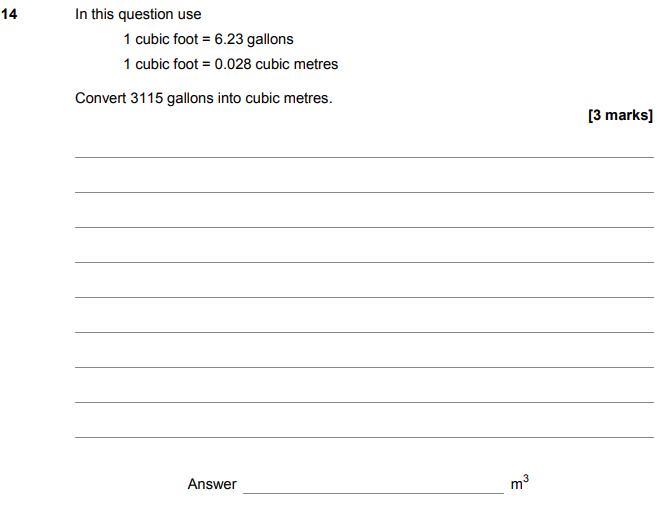 14 In this question use
1 cubic foot = 6.23 gallons
1 cubic foot = 0.028 cubic metres
Convert 3115 gallons into cubic metres.
[3 marks]
Answer m³